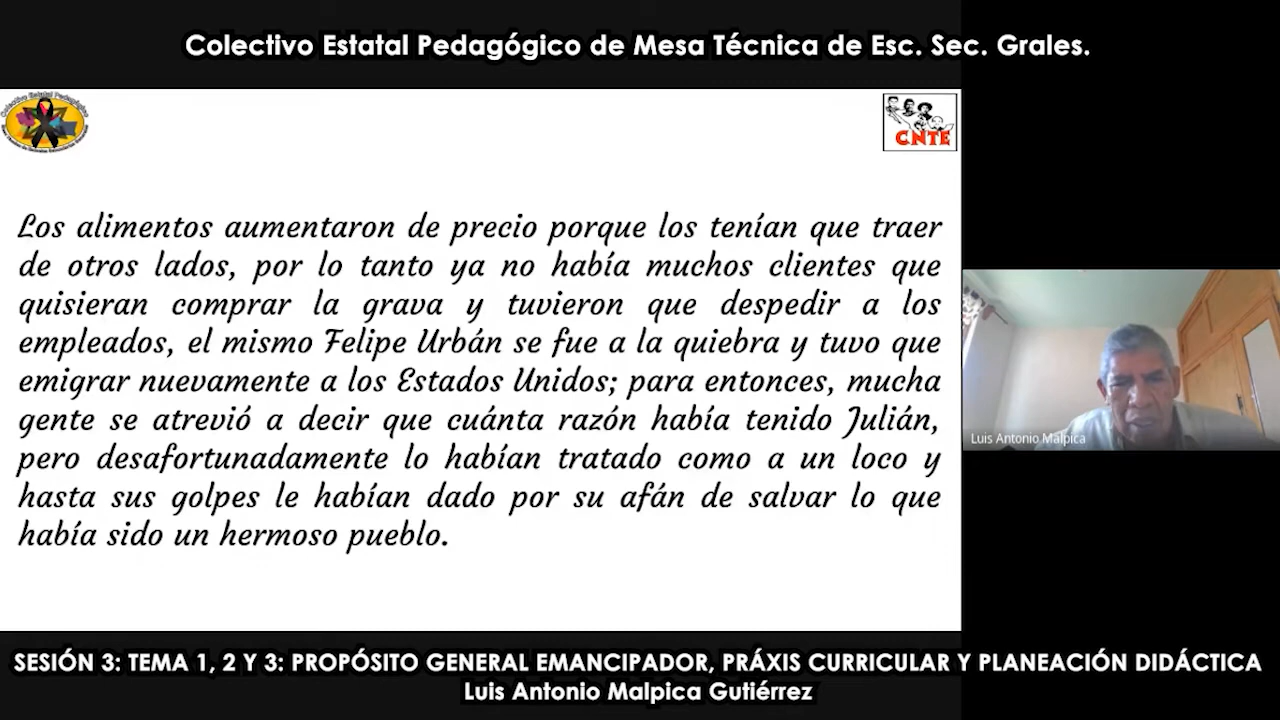 Colectivo Estatal Pedagógico de Mesa Técnica de Esc. Sec. Grales.
CNTE
Los alimentos aumentaron de precio porque los tenían que traer
de otros lados, por lo tanto ya no había muchos clientes que
quisieran comprar la grava y tuvieron que despedir a los
empleados, el mismo Felipe Urbán se fue a la quiebra y tuvo que
emigrar nuevamente a los Estados Unidos; para entonces, mucha
gente se atrevió a decir que cuánta razón había tenido Julián,
pero desafortunadamente lo habían tratado como a un loco y
hasta sus golpes le habían dado por su afán de salvar lo que
había sido un hermoso pueblo.
Luis Antonio Malpica
SESIÓN 3: TEMA 1, 2 Y 3: PROPÓSITO GENERAL EMANCIPADOR, PRÁXIS CURRICULAR Y PLANEACIÓN DIDÁCTICA
Luis Antonio Malpica Gutiérrez